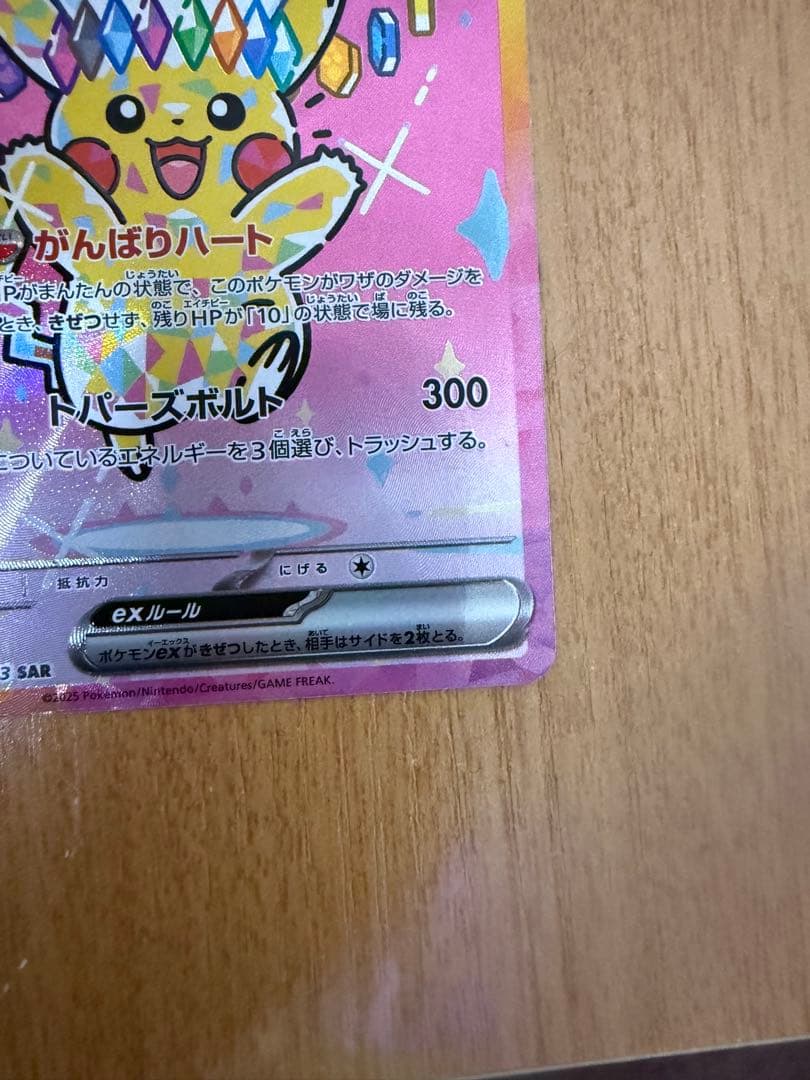 がんばりハート
HPがまんたんの状態で、このポケモンがワザのダメージを
とき、きぜつせず、残りHPが「10」の状態で場に残る。
トパーズボルト 300
についているエネルギーを3個選び、トラッシュする。
抵抗力 にげる
exルール
ポケモンexがきぜつしたとき、相手はサイドを2枚とる。
3 SAR
©2025 Pokémon/Nintendo/Creatures/GAME FREAK.